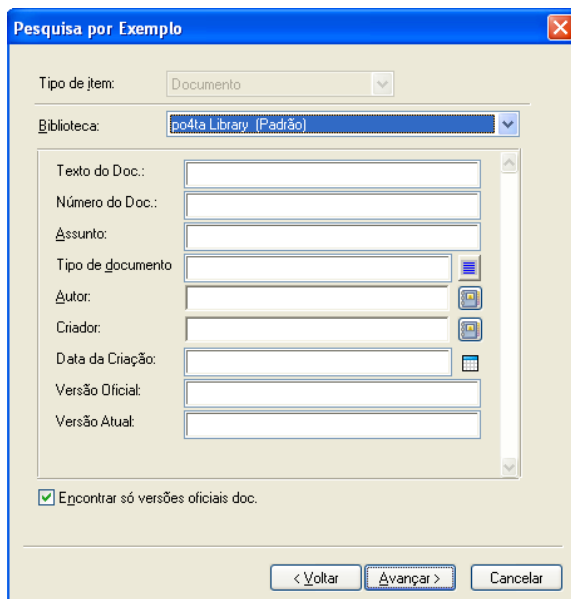 Pesquisa por Exemplo
Tipo de item:
Documento
Biblioteca:
po4ta Library (Padrão)
Texto do Doc.:
Número do Doc.:
Assunto:
Tipo de documento
Autor:
Criador:
Data da Criação:
Versão Oficial:
Versão Atual:
Encontrar só versões oficiais doc.
< Voltar
Avançar >
Cancelar